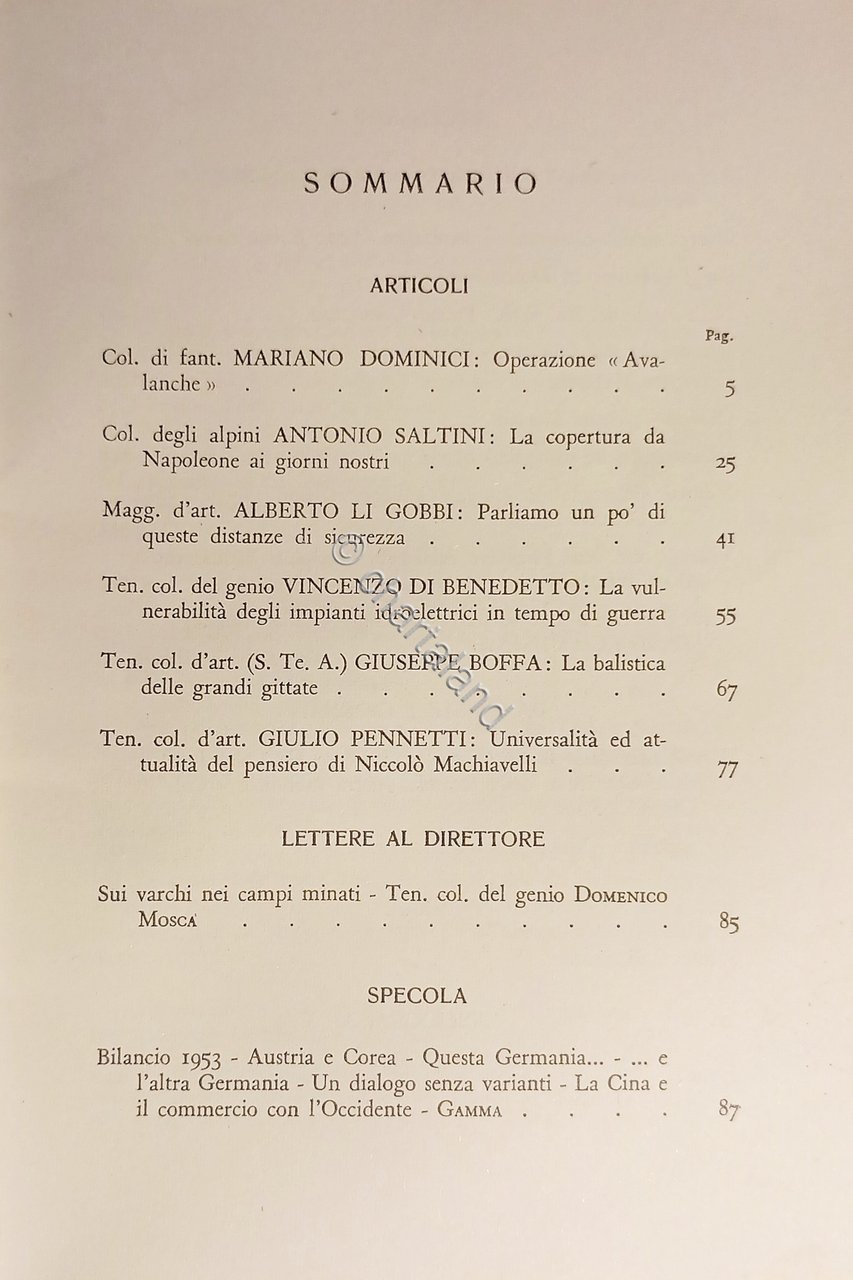 SOMMARIO
ARTICOLI
Pag.
Col. di fant. MARIANO DOMINICI: Operazione « Ava-
lanche » . . . . . . . . . . 5
Col. degli alpini ANTONIO SALTINI: La copertura da
Napoleone ai giorni nostri . . . . . . 25
Magg. d'art. ALBERTO LI GOBBI: Parliamo un po' di
queste distanze di sicurezza . . . . . . 41
Ten. col. del genio VINCENZO DI BENEDETTO: La vul-
nerabilità degli impianti idroelettrici in tempo di guerra 55
Ten. col. d'art. (S. Te. A.) GIUSEPPE BOFFA: La balistica
delle grandi gittate . . . . . . . . 67
Ten. col. d'art. GIULIO PENNETTI: Universalità ed at-
tualità del pensiero di Niccolò Machiavelli . . . 77
LETTERE AL DIRETTORE
Sui varchi nei campi minati - Ten. col. del genio DOMENICO
MOSCA . . . . . . . . . . 85
SPECOLA
Bilancio 1953 - Austria e Corea - Questa Germania... - ... e
l'altra Germania - Un dialogo senza varianti - La Cina e
il commercio con l'Occidente - GAMMA . . . . 87
© chartaland